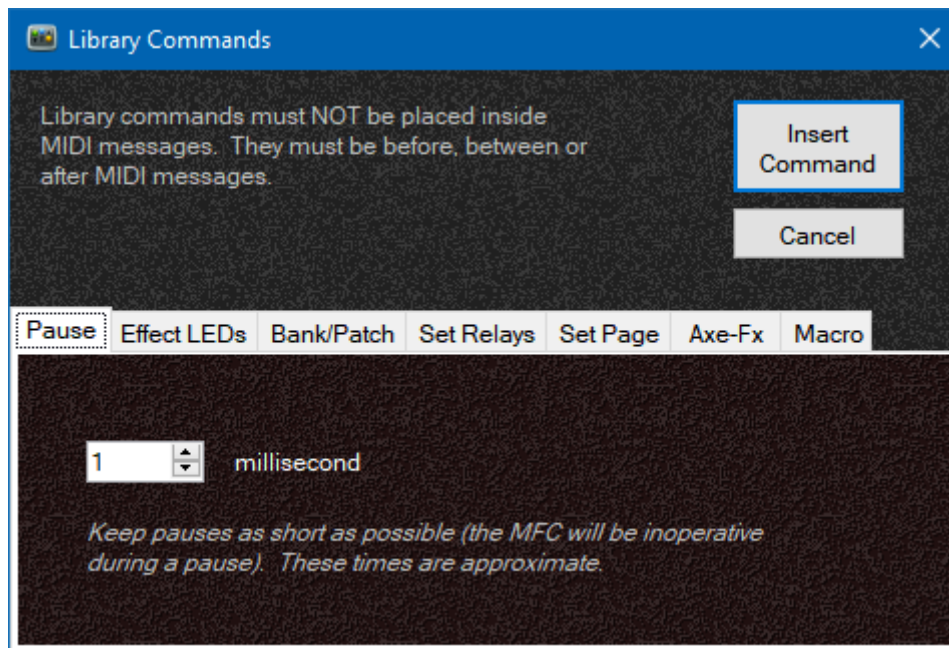 Library Commands
Library commands must NOT be placed inside
MIDI messages.  They must be before, between or
after MIDI messages.
Insert
Command
Cancel
Pause
Effect LEDs
Bank/Patch
Set Relays
Set Page
Axe-Fx
Macro
1
millisecond
Keep pauses as short as possible (the MFC will be inoperative
during a pause).  These times are approximate.